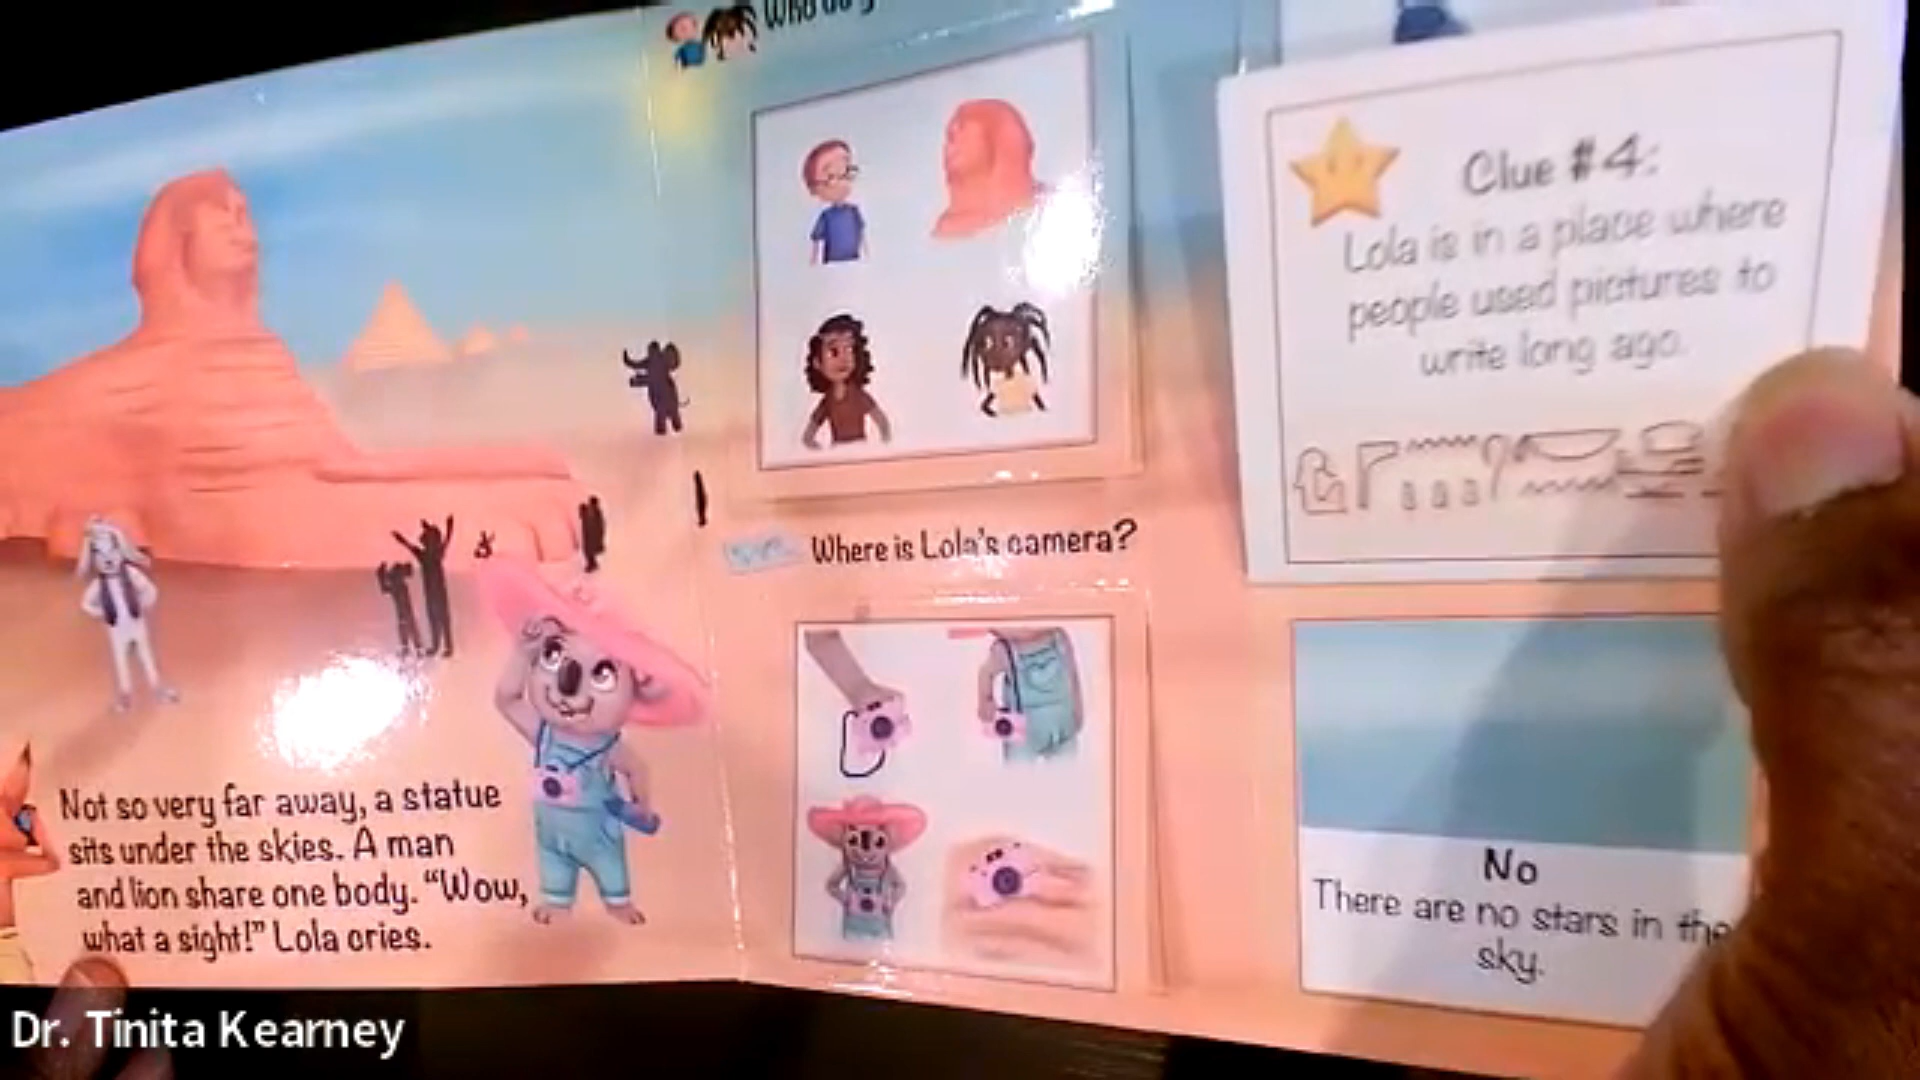 Who do
Clue #4:
Lola is in a place where
people used pictures to
write long ago.
Where is Lola's camera?
Not so very far away, a statue
sits under the skies. A man
and lion share one body. “Wow,
what a sight!” Lola cries.
No
There are no stars in the
sky.
Dr. Tinita Kearney